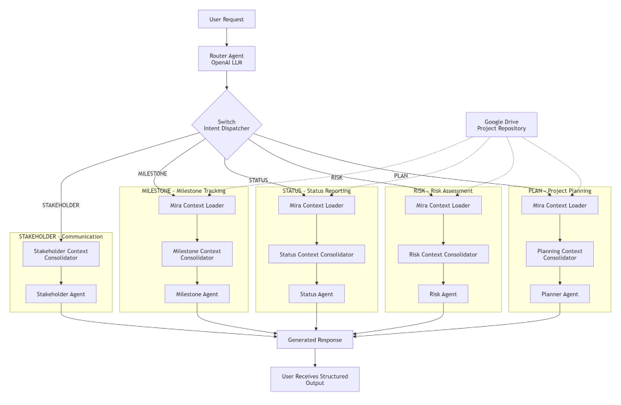 User Request
Router Agent
OpenAI LLM
Switch
Intent Dispatcher
Google Drive
Project Repository
MILESTONE
STATUS
RISK
PLAN
STAKEHOLDER
MILESTONE - Milestone Tracking
STATUS - Status Reporting
RISK - Risk Assessment
PLAN - Project Planning
Mira Context Loader
Mira Context Loader
Mira Context Loader
Mira Context Loader
STAKEHOLDER - Communication
Stakeholder Context
Consolidator
Milestone Context
Consolidator
Status Context Consolidator
Risk Context Consolidator
Planning Context
Consolidator
Stakeholder Agent
Milestone Agent
Status Agent
Risk Agent
Planner Agent
Generated Response
User Receives Structured
Output